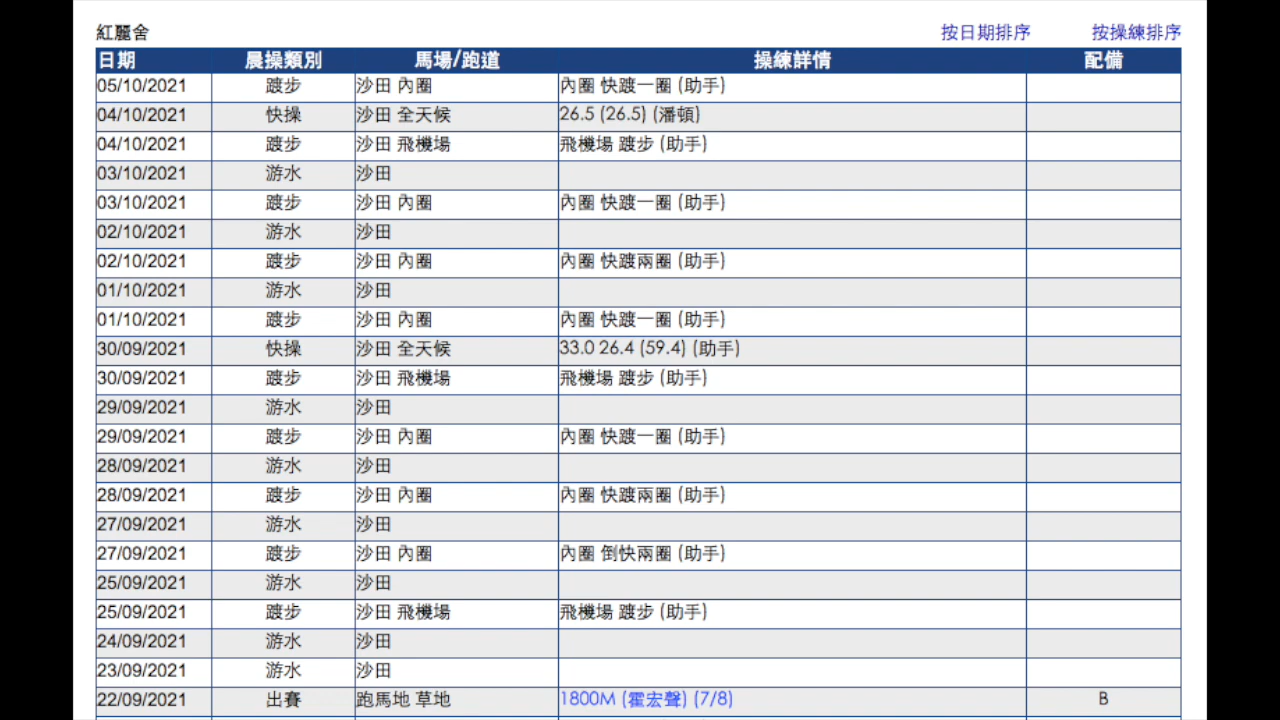 紅麗舍 按日期排序 按操練排序
日期 晨操類別 馬場/跑道 操練詳情 配備
05/10/2021 踱步 沙田 內圈 內圈 快踱一圈 (助手)
04/10/2021 快操 沙田 全天候 26.5 (26.5) (潘頓)
04/10/2021 踱步 沙田 飛機場 飛機場 踱步 (助手)
03/10/2021 游水 沙田
03/10/2021 踱步 沙田 內圈 內圈 快踱一圈 (助手)
02/10/2021 游水 沙田
02/10/2021 踱步 沙田 內圈 內圈 快踱兩圈 (助手)
01/10/2021 游水 沙田
01/10/2021 踱步 沙田 內圈 內圈 快踱一圈 (助手)
30/09/2021 快操 沙田 全天候 33.0 26.4 (59.4) (助手)
30/09/2021 踱步 沙田 飛機場 飛機場 踱步 (助手)
29/09/2021 游水 沙田
29/09/2021 踱步 沙田 內圈 內圈 快踱一圈 (助手)
28/09/2021 游水 沙田
28/09/2021 踱步 沙田 內圈 內圈 快踱兩圈 (助手)
27/09/2021 游水 沙田
27/09/2021 踱步 沙田 內圈 內圈 倒快兩圈 (助手)
25/09/2021 游水 沙田
25/09/2021 踱步 沙田 飛機場 飛機場 踱步 (助手)
24/09/2021 游水 沙田
23/09/2021 游水 沙田
22/09/2021 出賽 跑馬地 草地 1800M (霍宏聲) (7/8) B